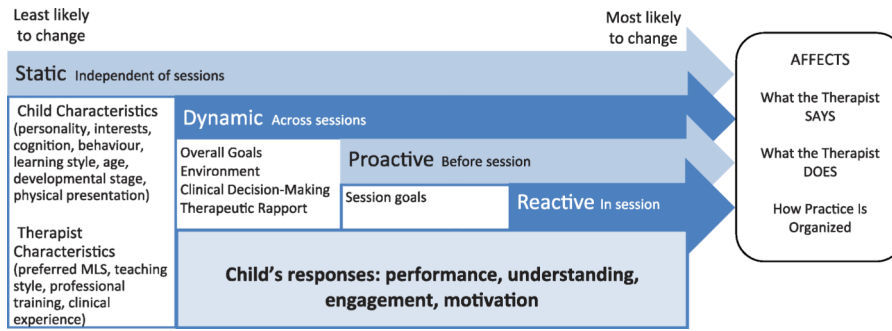 Least likely
to change
Most likely
to change
Static Independent of sessions
Child Characteristics
(personality, interests,
cognition, behaviour,
learning style, age,
developmental stage,
physical presentation)
Therapist
Characteristics
(preferred MLS, teaching
style, professional
training, clinical
experience)
Dynamic Across sessions
Overall Goals
Environment
Clinical Decision-Making
Therapeutic Rapport
Proactive Before session
Session goals
Reactive In session
Child's responses: performance, understanding,
engagement, motivation
AFFECTS
What the Therapist
SAYS
What the Therapist
DOES
How Practice Is
Organized